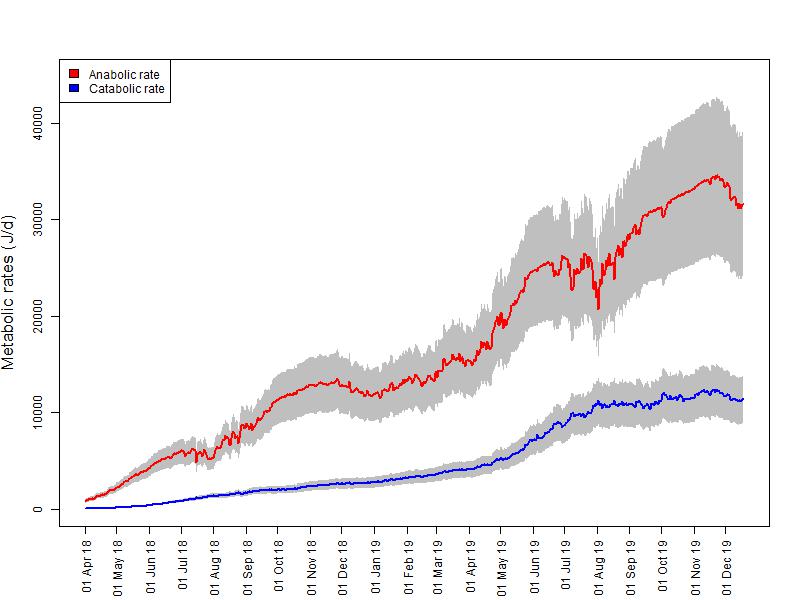 Anabolic rate
Catabolic rate
Metabolic rates (J/d)
40000
30000
20000
10000
0
01 Apr 18
01 May 18
01 Jun 18
01 Jul 18
01 Aug 18
01 Sep 18
01 Oct 18
01 Nov 18
01 Dec 18
01 Jan 19
01 Feb 19
01 Mar 19
01 Apr 19
01 May 19
01 Jun 19
01 Jul 19
01 Aug 19
01 Sep 19
01 Oct 19
01 Nov 19
01 Dec 19